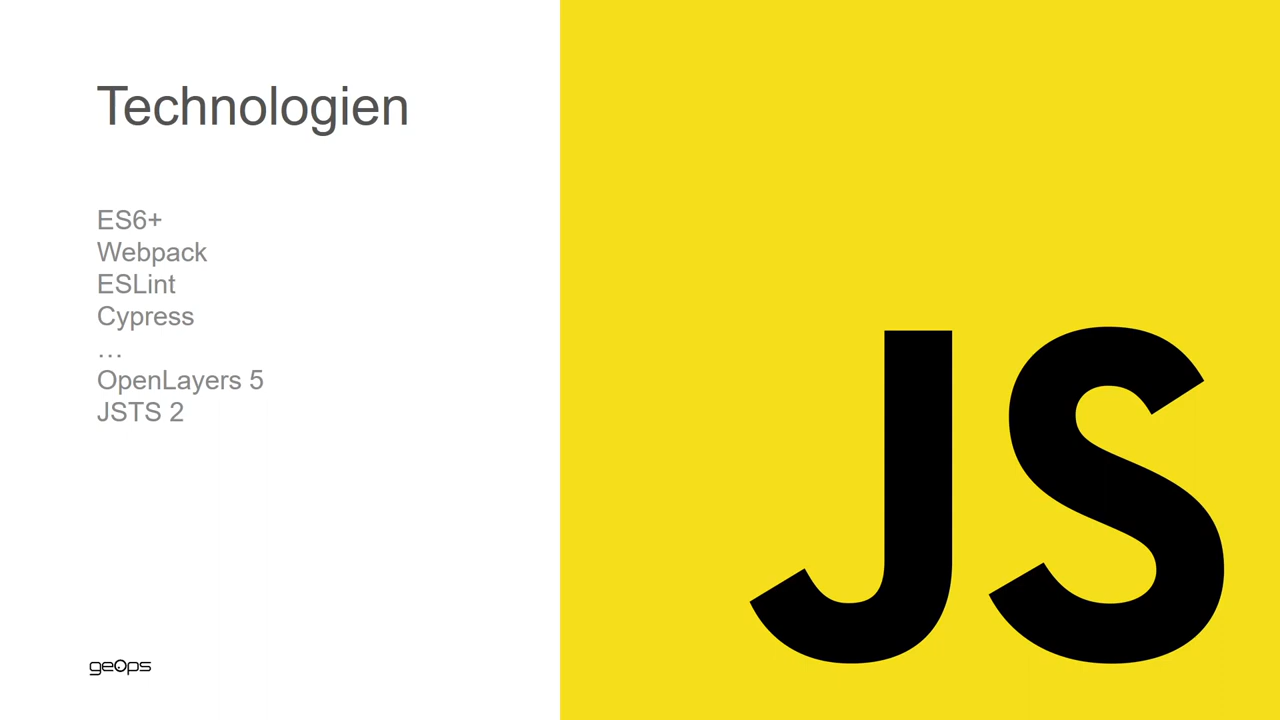 Technologien
ES6+
Webpack
ESLint
Cypress
…
OpenLayers 5
JSTS 2
JS
geOps